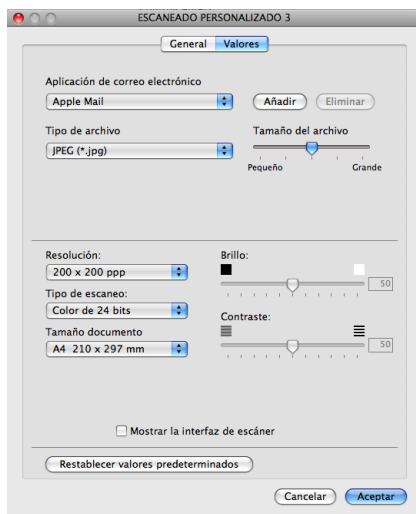 ESCANEADO PERSONALIZADO 3
General Valores
Aplicación de correo electrónico
Apple Mail Añadir Eliminar
Tipo de archivo Tamaño del archivo
JPEG (*.jpg)
Pequeño Grande
Resolución: Brillo:
200 x 200 ppp
50
Tipo de escaneo:
Color de 24 bits
Contraste:
Tamaño documento
A4 210 x 297 mm 50
Mostrar la interfaz de escáner
Restablecer valores predeterminados
Cancelar Aceptar